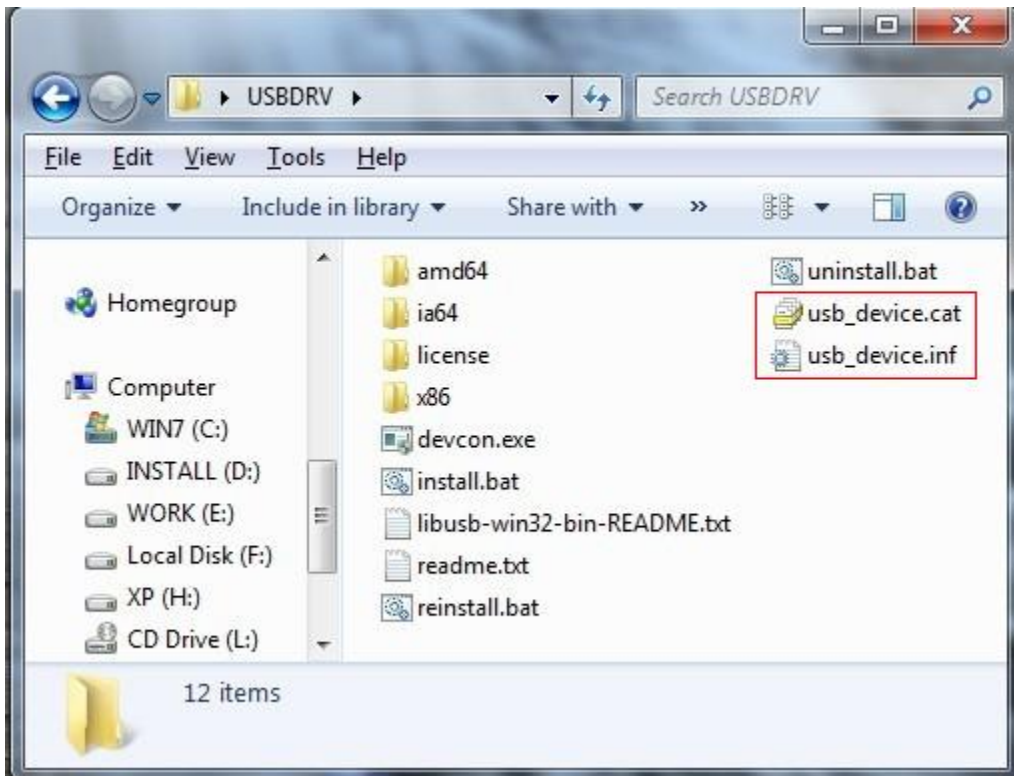 USBDRV
Search USBDRV
File Edit View Tools Help
Organize Include in library Share with »
Homegroup
Computer
WIN7 (C:)
INSTALL (D:)
WORK (E:)
Local Disk (F:)
XP (H:)
CD Drive (L:)
amd64
ia64
license
x86
devcon.exe
install.bat
libusb-win32-bin-README.txt
readme.txt
reinstall.bat
uninstall.bat
usb_device.cat
usb_device.inf
12 items